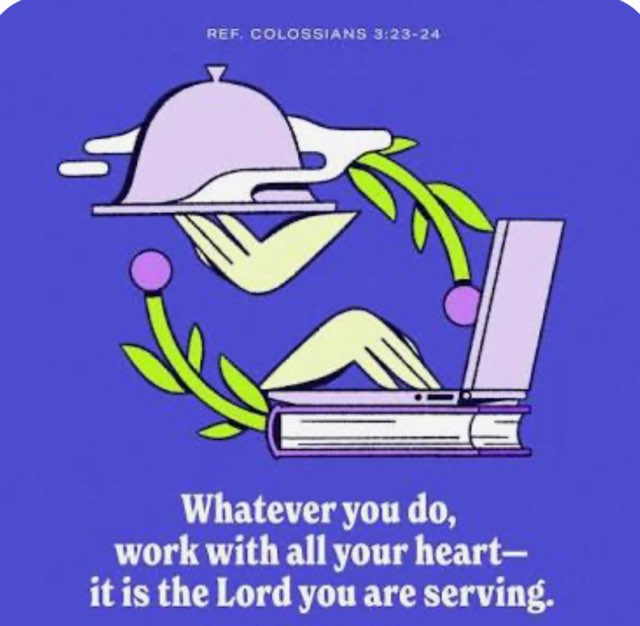 REF. COLOSSIANS 3:23-24
Whatever you do,
work with all your heart—
it is the Lord you are serving.